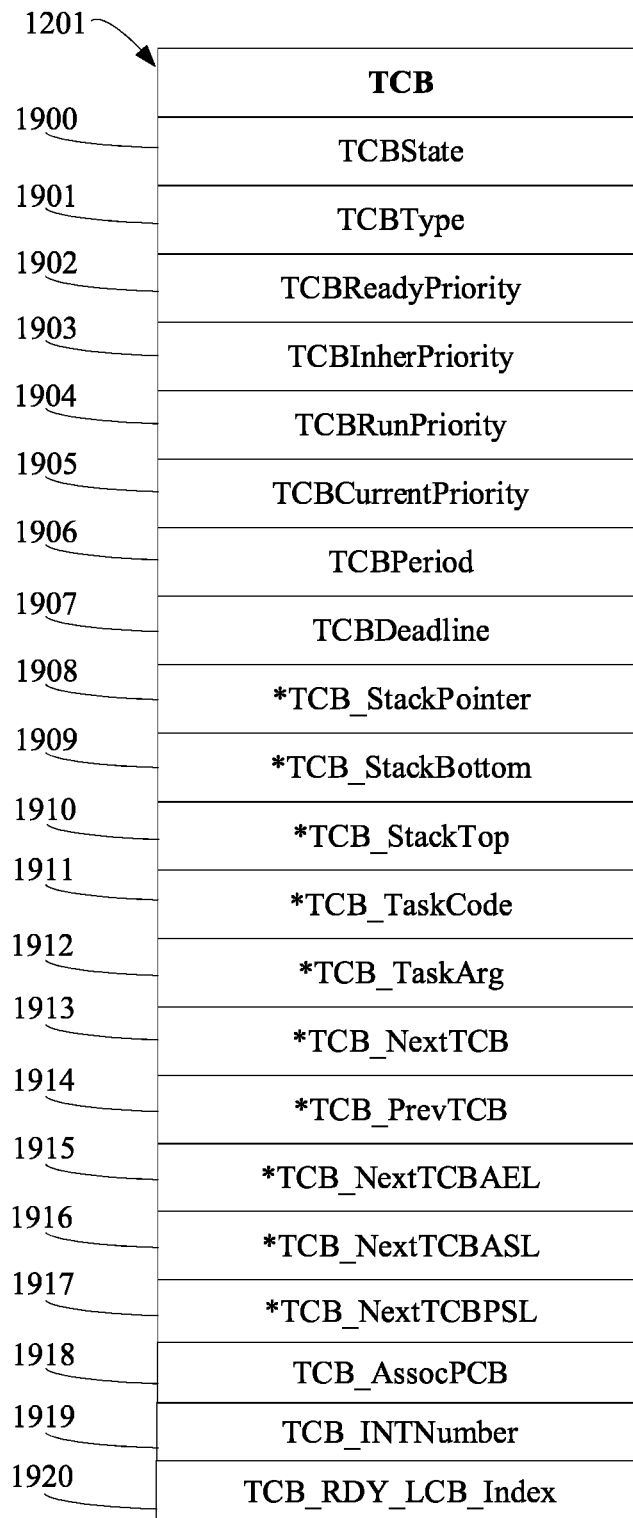 1201
TCB
1900
TCBState
1901
TCBType
1902
TCBReadyPriority
1903
TCBInherPriority
1904
TCBRunPriority
1905
TCBCurrentPriority
1906
TCBPeriod
1907
TCBDeadline
1908
*TCB_StackPointer
1909
*TCB_StackBottom
1910
*TCB_StackTop
1911
*TCB_TaskCode
1912
*TCB_TaskArg
1913
*TCB_NextTCB
1914
*TCB_PrevTCB
1915
*TCB_NextTCBAEL
1916
*TCB_NextTCBASL
1917
*TCB_NextTCBPSL
1918
TCB_AssocPCB
1919
TCB_INTNumber
1920
TCB_RDY_LCB_Index